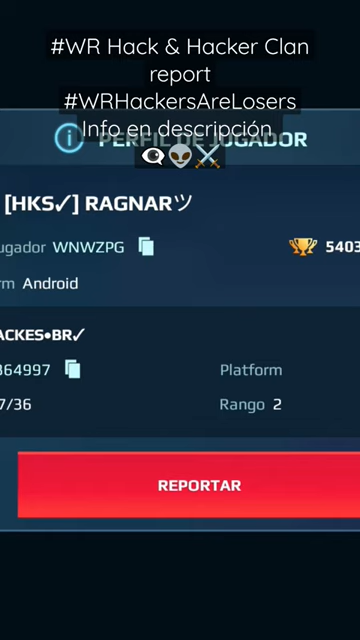 #WR Hack & Hacker Clan
report
#WRHackersAreLosers
Info en descripción
PERFIL DE JUGADOR
👁️👽⚔️
[HKS✓] RAGNARツ
ugador WNWZPG
5403
rm Android
ACKES•BR✓
364997
Platform
7/36
Rango 2
REPORTAR